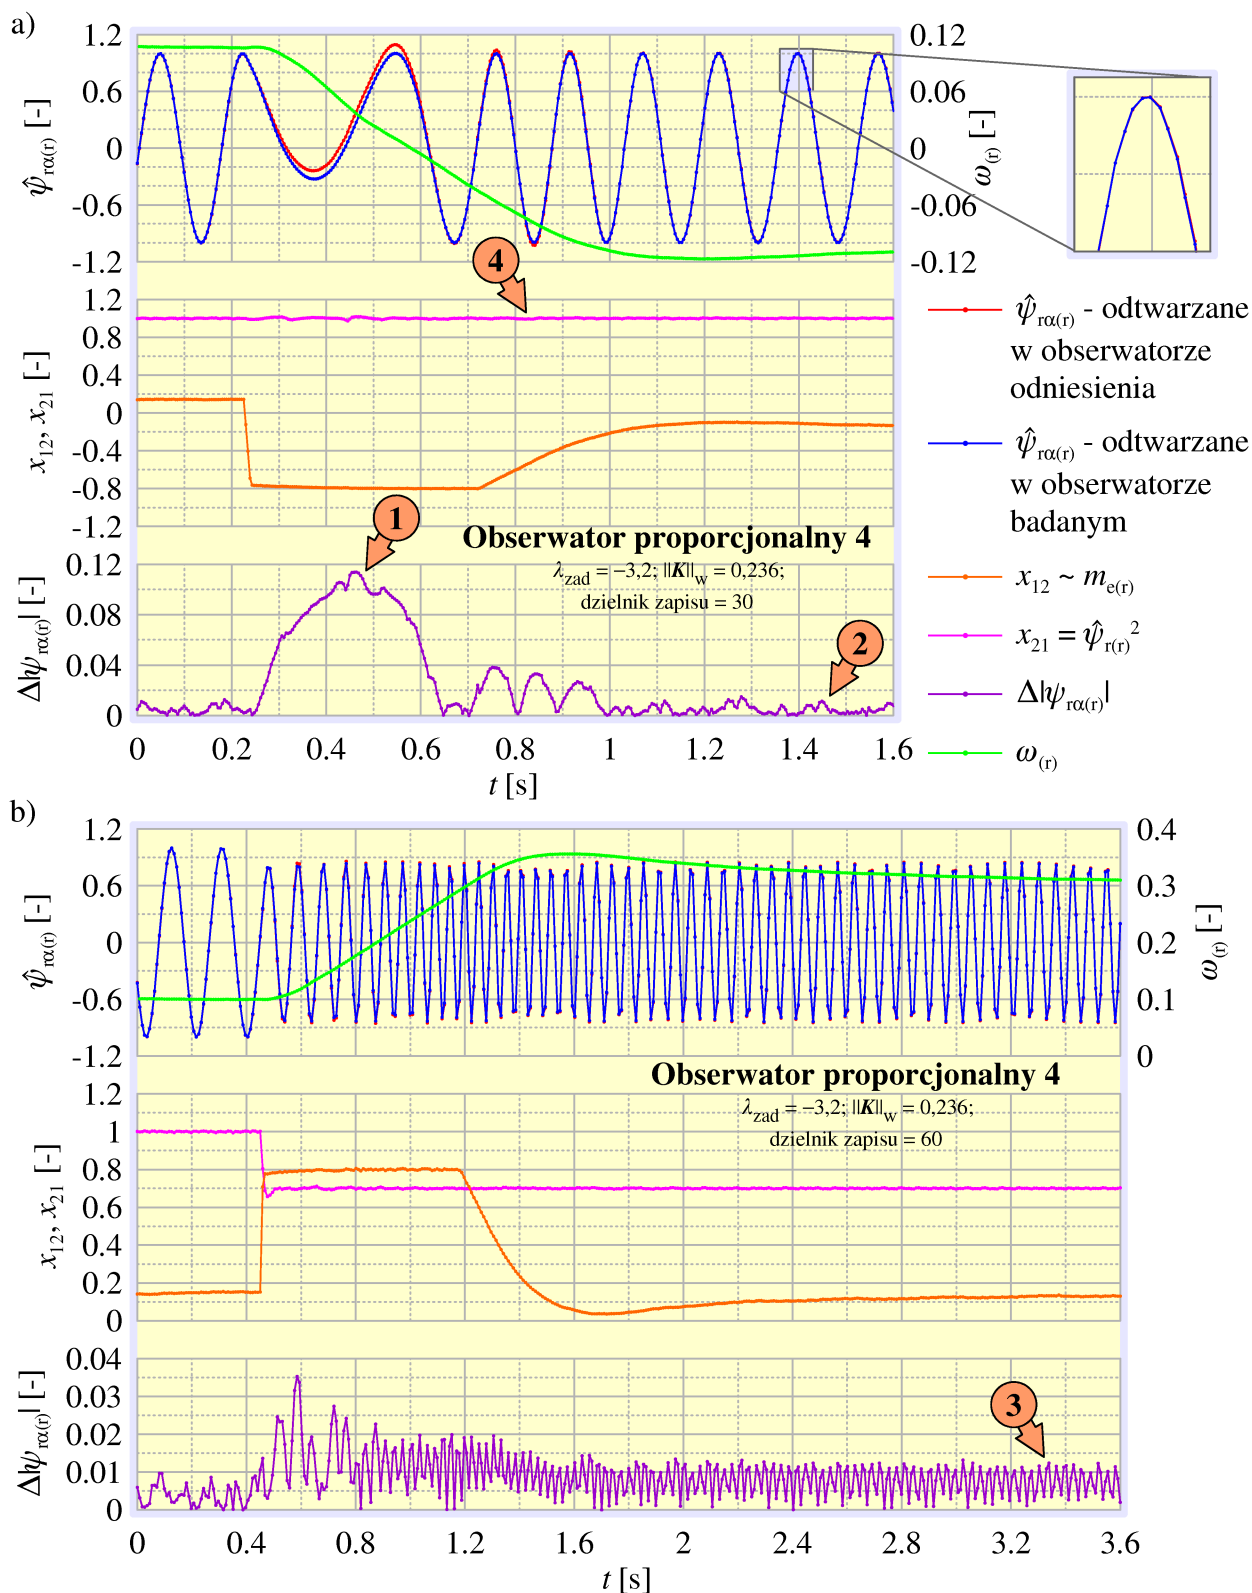 a)
1.2
0.6
0
-0.6
-1.2
ψ̂rα(r) [-]
0.12
0.06
0
-0.06
-0.12
ω(r) [-]
4
1.2
0.8
0.4
0
-0.4
-0.8
-1.2
x12, x21 [-]
1
Obserwator proporcjonalny 4
λzad = −3,2; ||K||w = 0,236;
dzielnik zapisu = 30
2
0.12
0.08
0.04
0
Δ|ψrα(r)| [-]
0 0.2 0.4 0.6 0.8 1 1.2 1.4 1.6
t [s]
ψ̂rα(r) - odtwarzane
w obserwatorze
odniesienia
ψ̂rα(r) - odtwarzane
w obserwatorze
badanym
x12 ~ me(r)
x21 = ψ̂r(r)²
Δ|ψrα(r)|
ω(r)
b)
1.2
0.6
0
-0.6
-1.2
ψ̂rα(r) [-]
0.4
0.3
0.2
0.1
0
ω(r) [-]
Obserwator proporcjonalny 4
λzad = −3,2; ||K||w = 0,236;
dzielnik zapisu = 60
1.2
1
0.8
0.6
0.4
0.2
0
x12, x21 [-]
3
0.04
0.03
0.02
0.01
0
Δ|ψrα(r)| [-]
0 0.4 0.8 1.2 1.6 2 2.4 2.8 3.2 3.6
t [s]